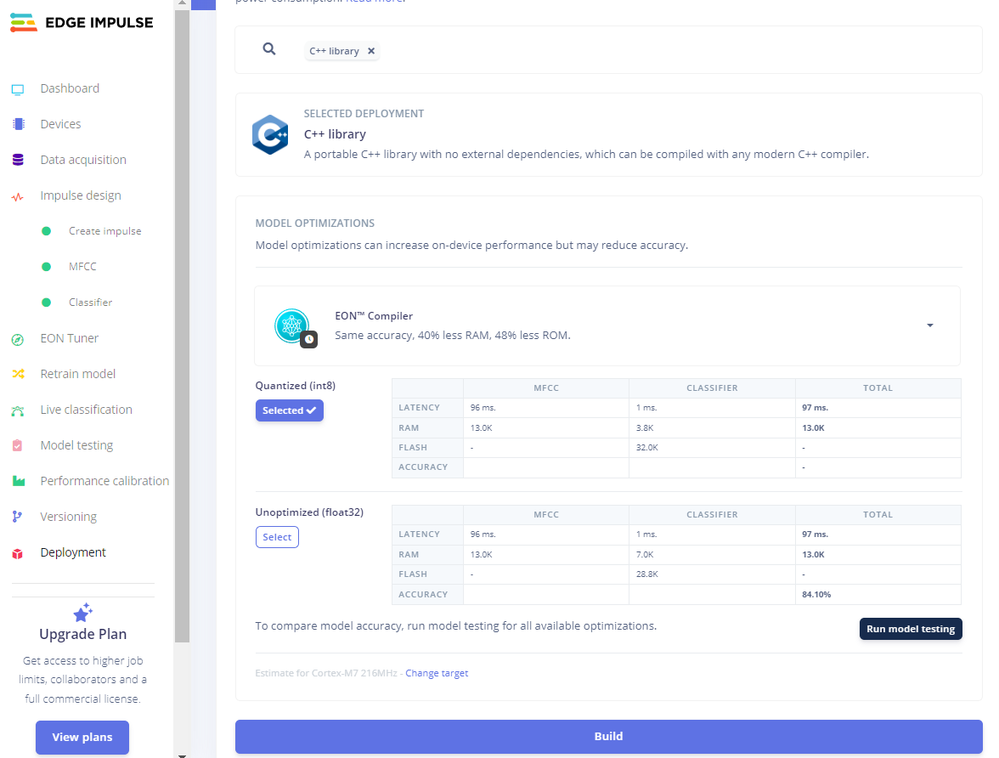 EDGE IMPULSE
Dashboard
Devices
Data acquisition
Impulse design
Create impulse
MFCC
Classifier
EON Tuner
Retrain model
Live classification
Model testing
Performance calibration
Versioning
Deployment
Upgrade Plan
Get access to higher job
limits, collaborators and a
full commercial license.
View plans
power consumption. Read more.
C++ library ×
SELECTED DEPLOYMENT
C++ library
A portable C++ library with no external dependencies, which can be compiled with any modern C++ compiler.
MODEL OPTIMIZATIONS
Model optimizations can increase on-device performance but may reduce accuracy.
EON™ Compiler
Same accuracy, 40% less RAM, 48% less ROM.
Quantized (int8)
Selected ✔
MFCC CLASSIFIER TOTAL
LATENCY 96 ms. 1 ms. 97 ms.
RAM 13.0K 3.8K 13.0K
FLASH - 32.0K -
ACCURACY -
Unoptimized (float32)
Select
MFCC CLASSIFIER TOTAL
LATENCY 96 ms. 1 ms. 97 ms.
RAM 13.0K 7.0K 13.0K
FLASH - 28.8K -
ACCURACY 84.10%
To compare model accuracy, run model testing for all available optimizations.
Run model testing
Estimate for Cortex-M7 216MHz - Change target
Build